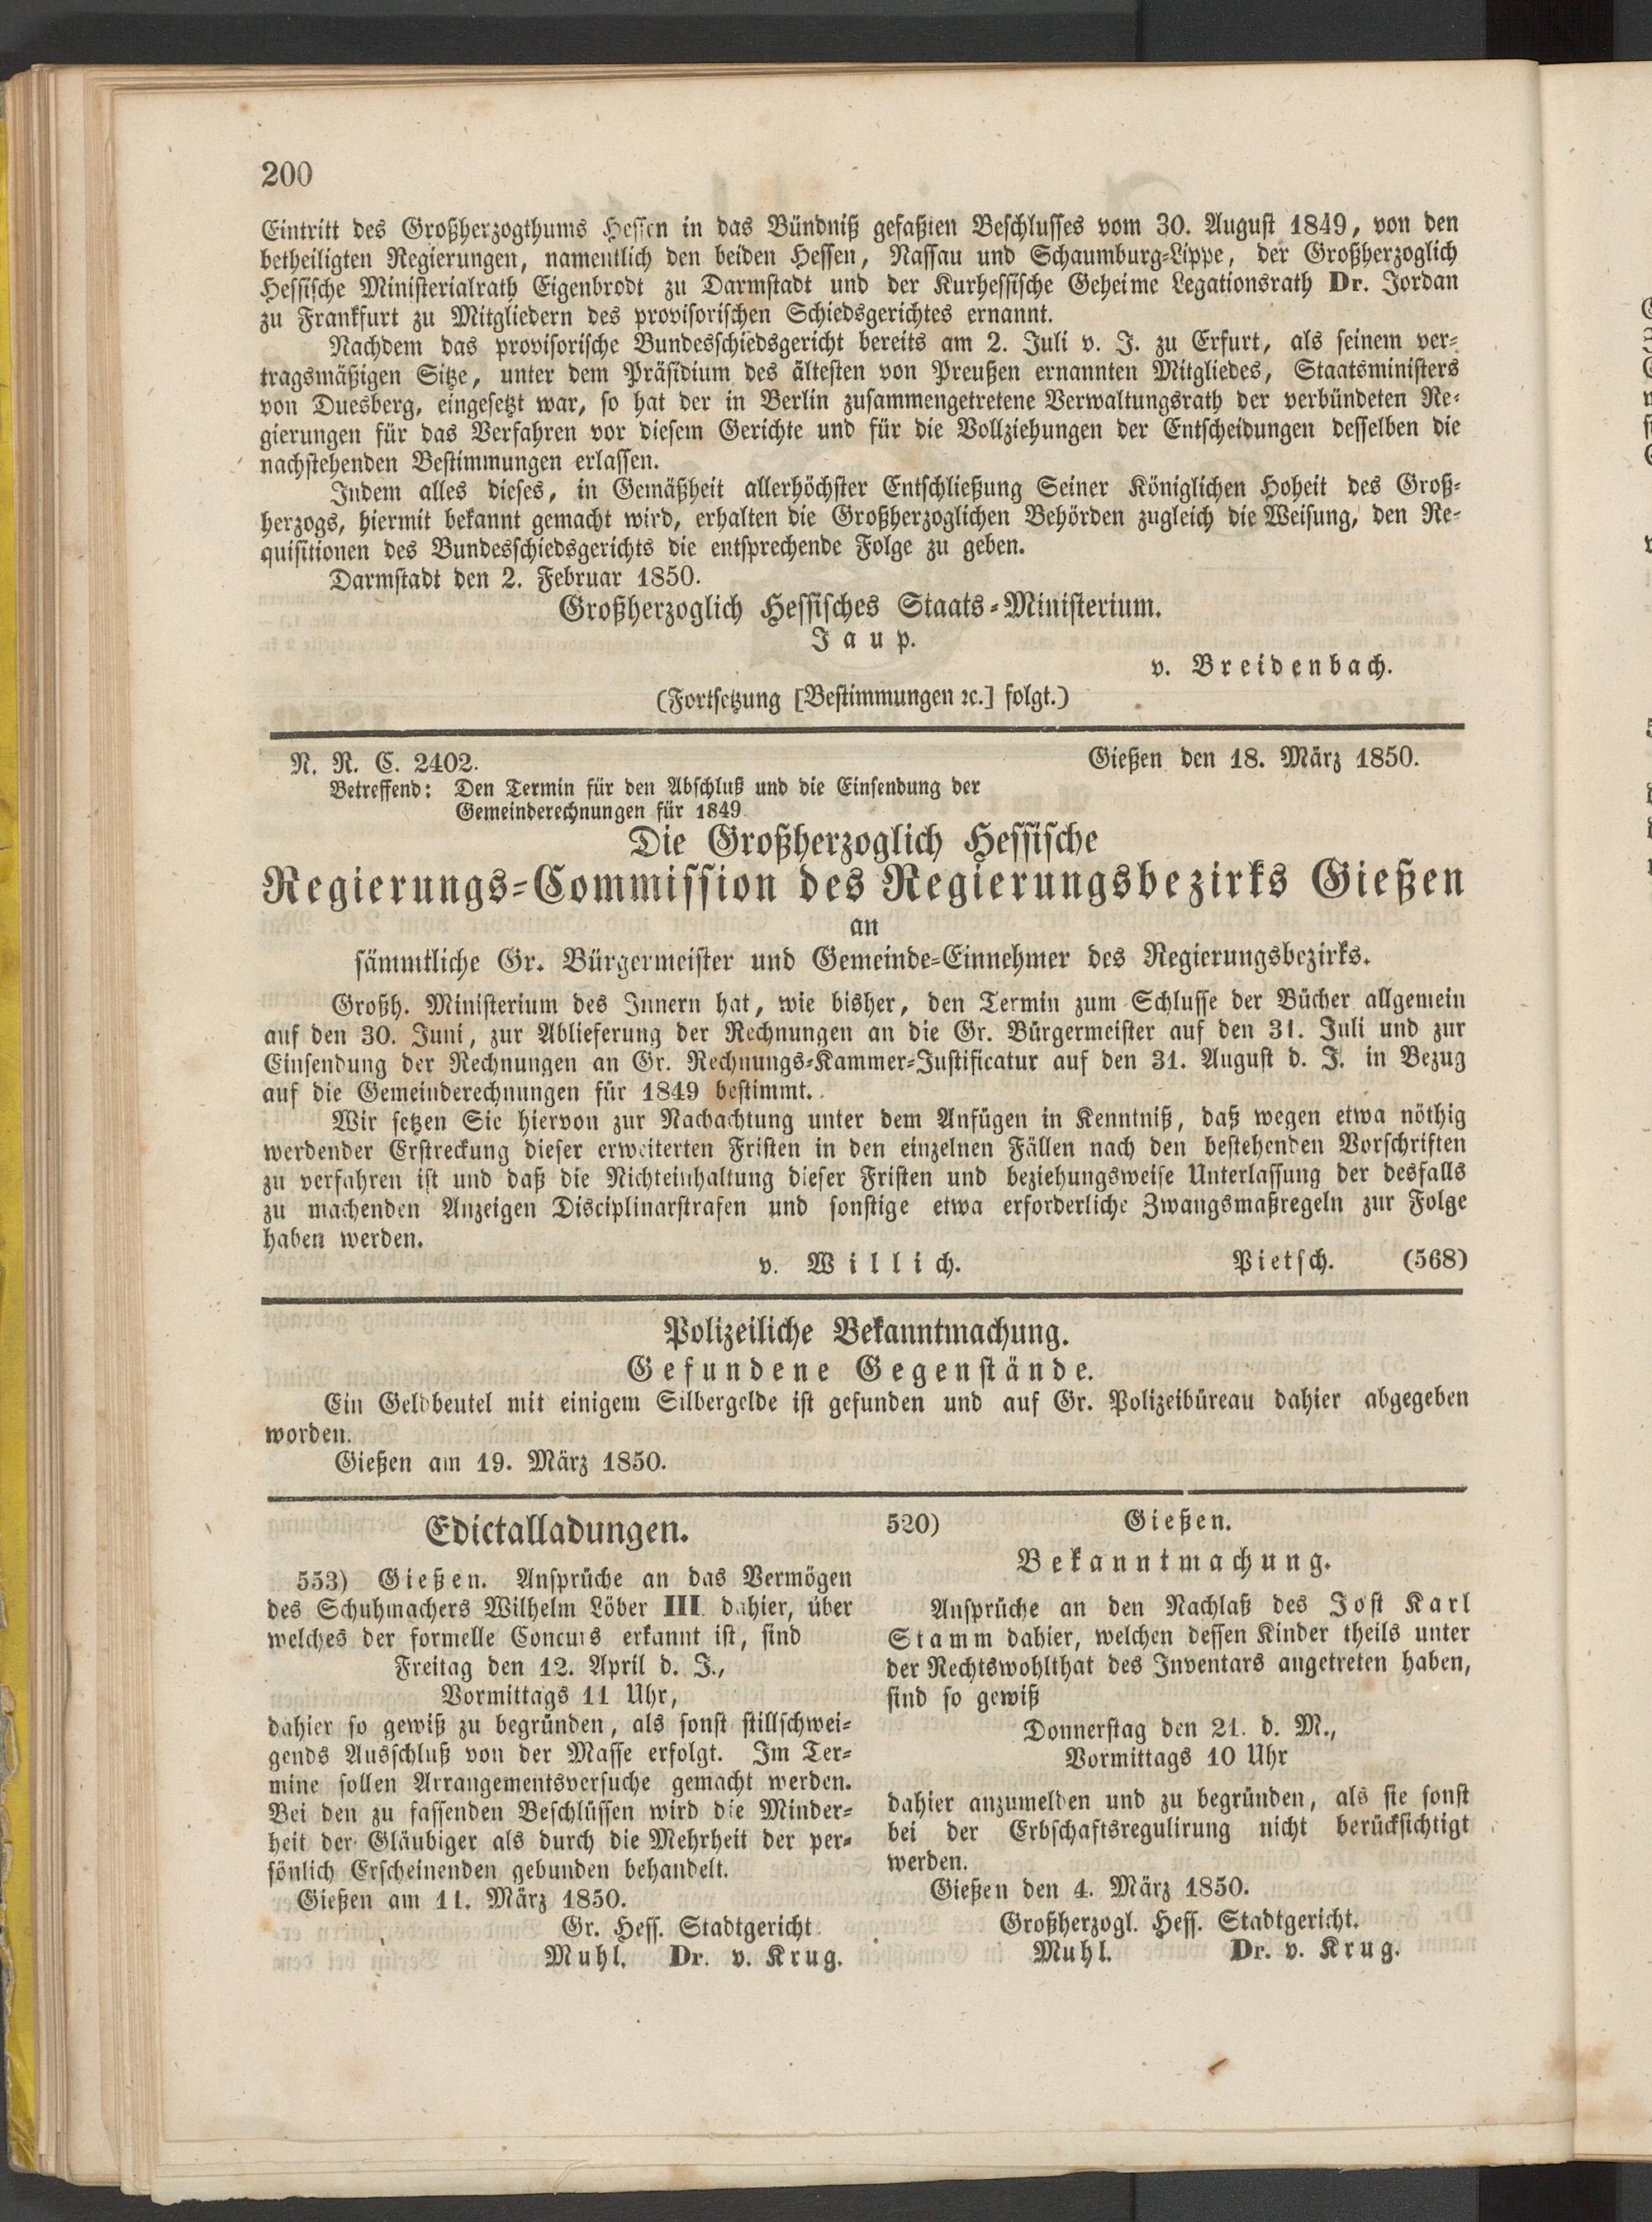 200
Eintritt des Großherzogthums Hessen in das Bündniß gefaßten Beschlusses vom 30. August 1849, von den
betheiligten Regierungen, namentlich den beiden Hessen, Nassau und Schaumburg-Lippe, der Großherzoglich
Hessische Ministerialrath Eigenbrodt zu Darmstadt und der Kurhessische Geheime Legationsrath Dr. Jordan
zu Frankfurt zu Mitgliedern des provisorischen Schiedsgerichtes ernannt.
Nachdem das provisorische Bundesschiedsgericht bereits am 2. Juli v. J. zu Erfurt, als seinem ver-
tragsmäßigen Sitze, unter dem Präsidium des ältesten von Preußen ernannten Mitgliedes, Staatsministers
von Duesberg, eingesetzt war, so hat der in Berlin zusammengetretene Verwaltungsrath der verbündeten Re-
gierungen für das Verfahren vor diesem Gerichte und für die Vollziehungen der Entscheidungen desselben die
nachstehenden Bestimmungen erlassen.
Indem alles dieses, in Gemäßheit allerhöchster Entschließung Seiner Königlichen Hoheit des Groß-
herzogs, hiermit bekannt gemacht wird, erhalten die Großherzoglichen Behörden zugleich die Weisung, den Re-
quisitionen des Bundesschiedsgerichts die entsprechende Folge zu geben.
Darmstadt den 2. Februar 1850.
Großherzoglich Hessisches Staats-Ministerium.
Jaup.
v. Breidenbach.
(Fortsetzung [Bestimmungen ꝛc.] folgt.)
N. R. C. 2402. Gießen den 18. März 1850.
Betreffend: Den Termin für den Abschluß und die Einsendung der
Gemeinderechnungen für 1849.
Die Großherzoglich Hessische
Regierungs-Commission des Regierungsbezirks Gießen
an
sämmtliche Gr. Bürgermeister und Gemeinde-Einnehmer des Regierungsbezirks.
Großh. Ministerium des Innern hat, wie bisher, den Termin zum Schlusse der Bücher allgemein
auf den 30. Juni, zur Ablieferung der Rechnungen an die Gr. Bürgermeister auf den 31. Juli und zur
Einsendung der Rechnungen an Gr. Rechnungs-Kammer-Justificatur auf den 31. August d. J. in Bezug
auf die Gemeinderechnungen für 1849 bestimmt.
Wir setzen Sie hiervon zur Nachachtung unter dem Anfügen in Kenntniß, daß wegen etwa nöthig
werdender Erstreckung dieser erweiterten Fristen in den einzelnen Fällen nach den bestehenden Vorschriften
zu verfahren ist und daß die Nichteinhaltung dieser Fristen und beziehungsweise Unterlassung der desfalls
zu machenden Anzeigen Disciplinarstrafen und sonstige etwa erforderliche Zwangsmaßregeln zur Folge
haben werden.
v. Willich. Pietsch. (568)
Polizeiliche Bekanntmachung.
Gefundene Gegenstände.
Ein Geldbeutel mit einigem Silbergelde ist gefunden und auf Gr. Polizeibüreau dahier abgegeben
worden.
Gießen am 19. März 1850.
Edictalladungen.
553) Gießen. Ansprüche an das Vermögen
des Schuhmachers Wilhelm Löber III. dahier, über
welches der formelle Concurs erkannt ist, sind
Freitag den 12. April d. J.,
Vormittags 11 Uhr,
dahier so gewiß zu begründen, als sonst stillschwei-
gends Ausschluß von der Masse erfolgt. Im Ter-
mine sollen Arrangementsversuche gemacht werden.
Bei den zu fassenden Beschlüssen wird die Minder-
heit der Gläubiger als durch die Mehrheit der per-
sönlich Erscheinenden gebunden behandelt.
Gießen am 11. März 1850.
Gr. Hess. Stadtgericht.
Muhl. Dr. v. Krug.
520) Gießen.
Bekanntmachung.
Ansprüche an den Nachlaß des Jost Karl
Stamm dahier, welchen dessen Kinder theils unter
der Rechtswohlthat des Inventars angetreten haben,
sind so gewiß
Donnerstag den 21. d. M.,
Vormittags 10 Uhr
dahier anzumelden und zu begründen, als sie sonst
bei der Erbschaftsregulirung nicht berücksichtigt
werden.
Gießen den 4. März 1850.
Großherzogl. Hess. Stadtgericht.
Muhl. Dr. v. Krug.